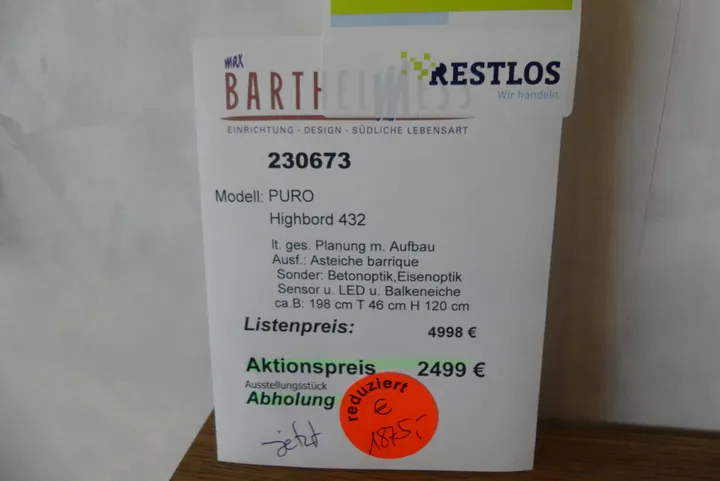 RESTLOS
Wir handeln.
max
BARTHELMESS
EINRICHTUNG · DESIGN · SÜDLICHE LEBENSART
230673
Modell: PURO
Highbord 432
lt. ges. Planung m. Aufbau
Ausf.: Asteiche barrique
Sonder: Betonoptik,Eisenoptik
Sensor u. LED u. Balkeneiche
ca.B: 198 cm T 46 cm H 120 cm
Listenpreis: 4998 €
Aktionspreis 2499 €
Ausstellungsstück
Abholung
reduziert
€
jetzt 1875,-